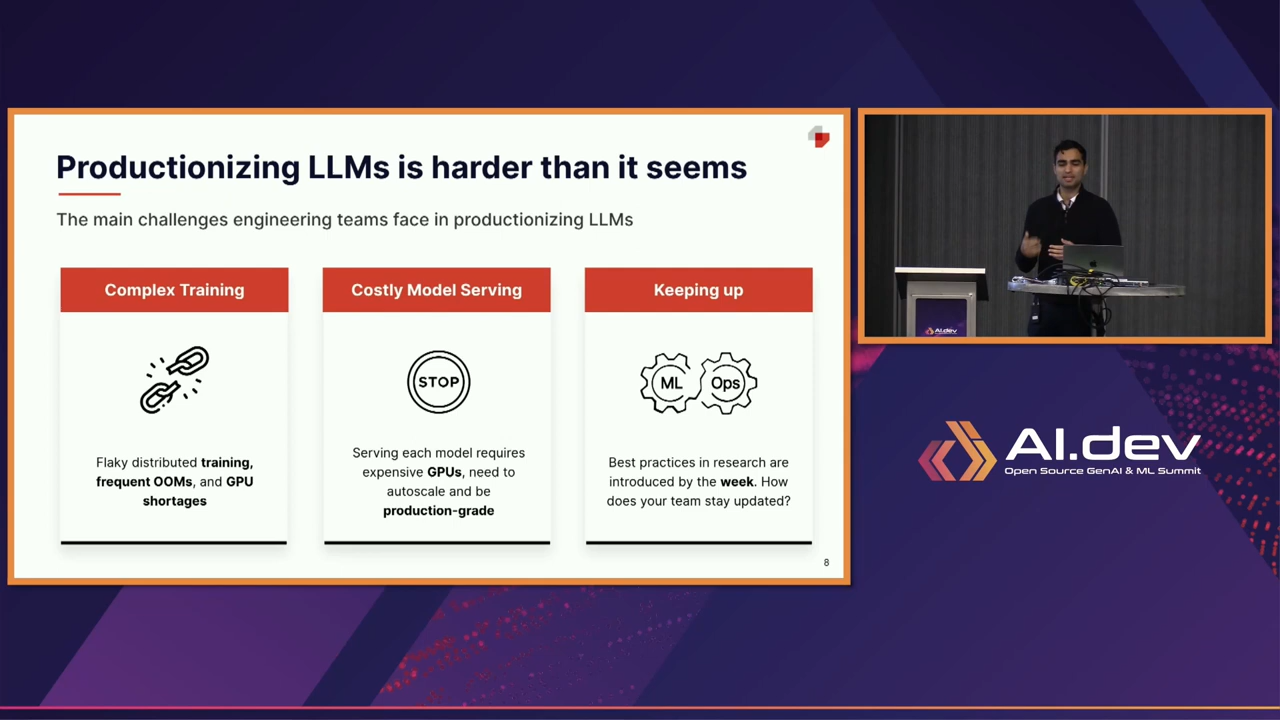 Productionizing LLMs is harder than it seems
The main challenges engineering teams face in productionizing LLMs
Complex Training
Flaky distributed training,
frequent OOMs, and GPU
shortages
Costly Model Serving
STOP
Serving each model requires
expensive GPUs, need to
autoscale and be
production-grade
Keeping up
ML Ops
Best practices in research are
introduced by the week. How
does your team stay updated?
8
AI.dev
AI.dev
Open Source GenAI & ML Summit